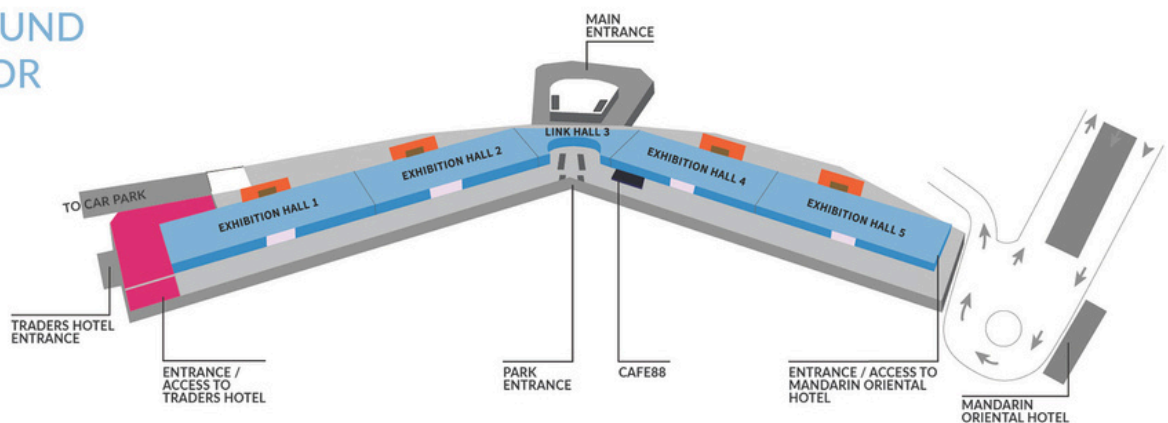 UND
OR
MAIN
ENTRANCE
LINK HALL 3
EXHIBITION HALL 2
EXHIBITION HALL 4
EXHIBITION HALL 1
EXHIBITION HALL 5
TO CAR PARK
TRADERS HOTEL
ENTRANCE
ENTRANCE /
ACCESS TO
TRADERS HOTEL
PARK
ENTRANCE
CAFE88
ENTRANCE / ACCESS TO
MANDARIN ORIENTAL
HOTEL
MANDARIN
ORIENTAL HOTEL